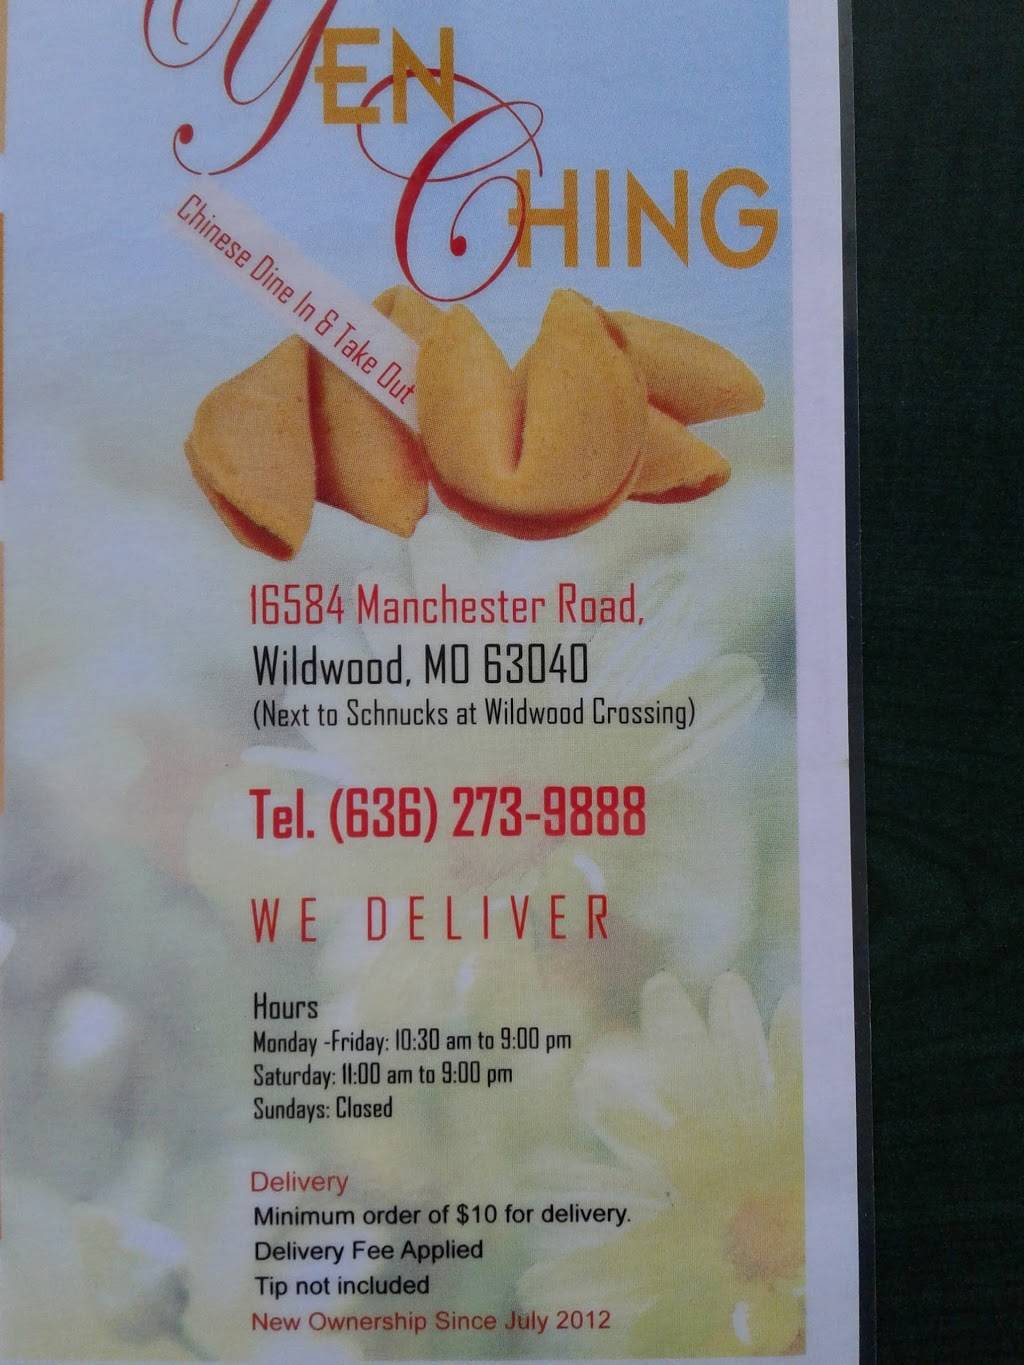 YEN
CHING
Chinese Dine In & Take Out
16584 Manchester Road,
Wildwood, MO 63040
(Next to Schnucks at Wildwood Crossing)
Tel. (636) 273-9888
WE DELIVER
Hours
Monday -Friday: 10:30 am to 9:00 pm
Saturday: 11:00 am to 9:00 pm
Sundays: Closed
Delivery
Minimum order of $10 for delivery.
Delivery Fee Applied
Tip not included
New Ownership Since July 2012